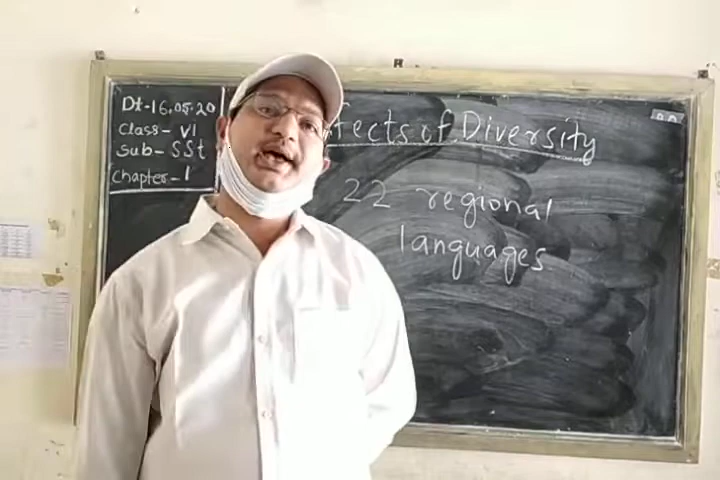 Dt-16.05.20
Class- VI
Sub- SSt
Chapter- 1
fects of Diversity
22 regional
languages